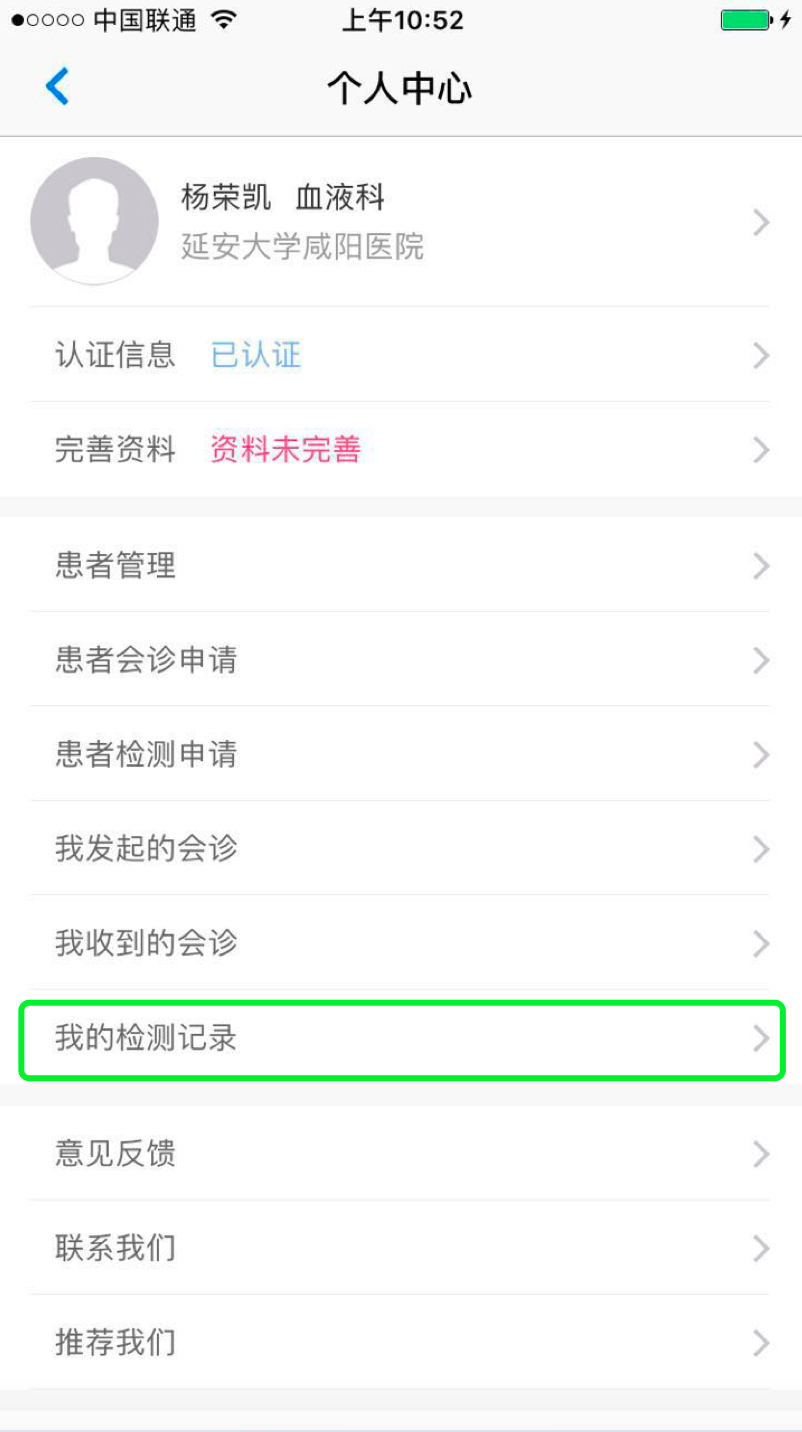 中国联通 上午10:52
个人中心
杨荣凯 血液科
延安大学咸阳医院
认证信息 已认证
完善资料 资料未完善
患者管理
患者会诊申请
患者检测申请
我发起的会诊
我收到的会诊
我的检测记录
意见反馈
联系我们
推荐我们